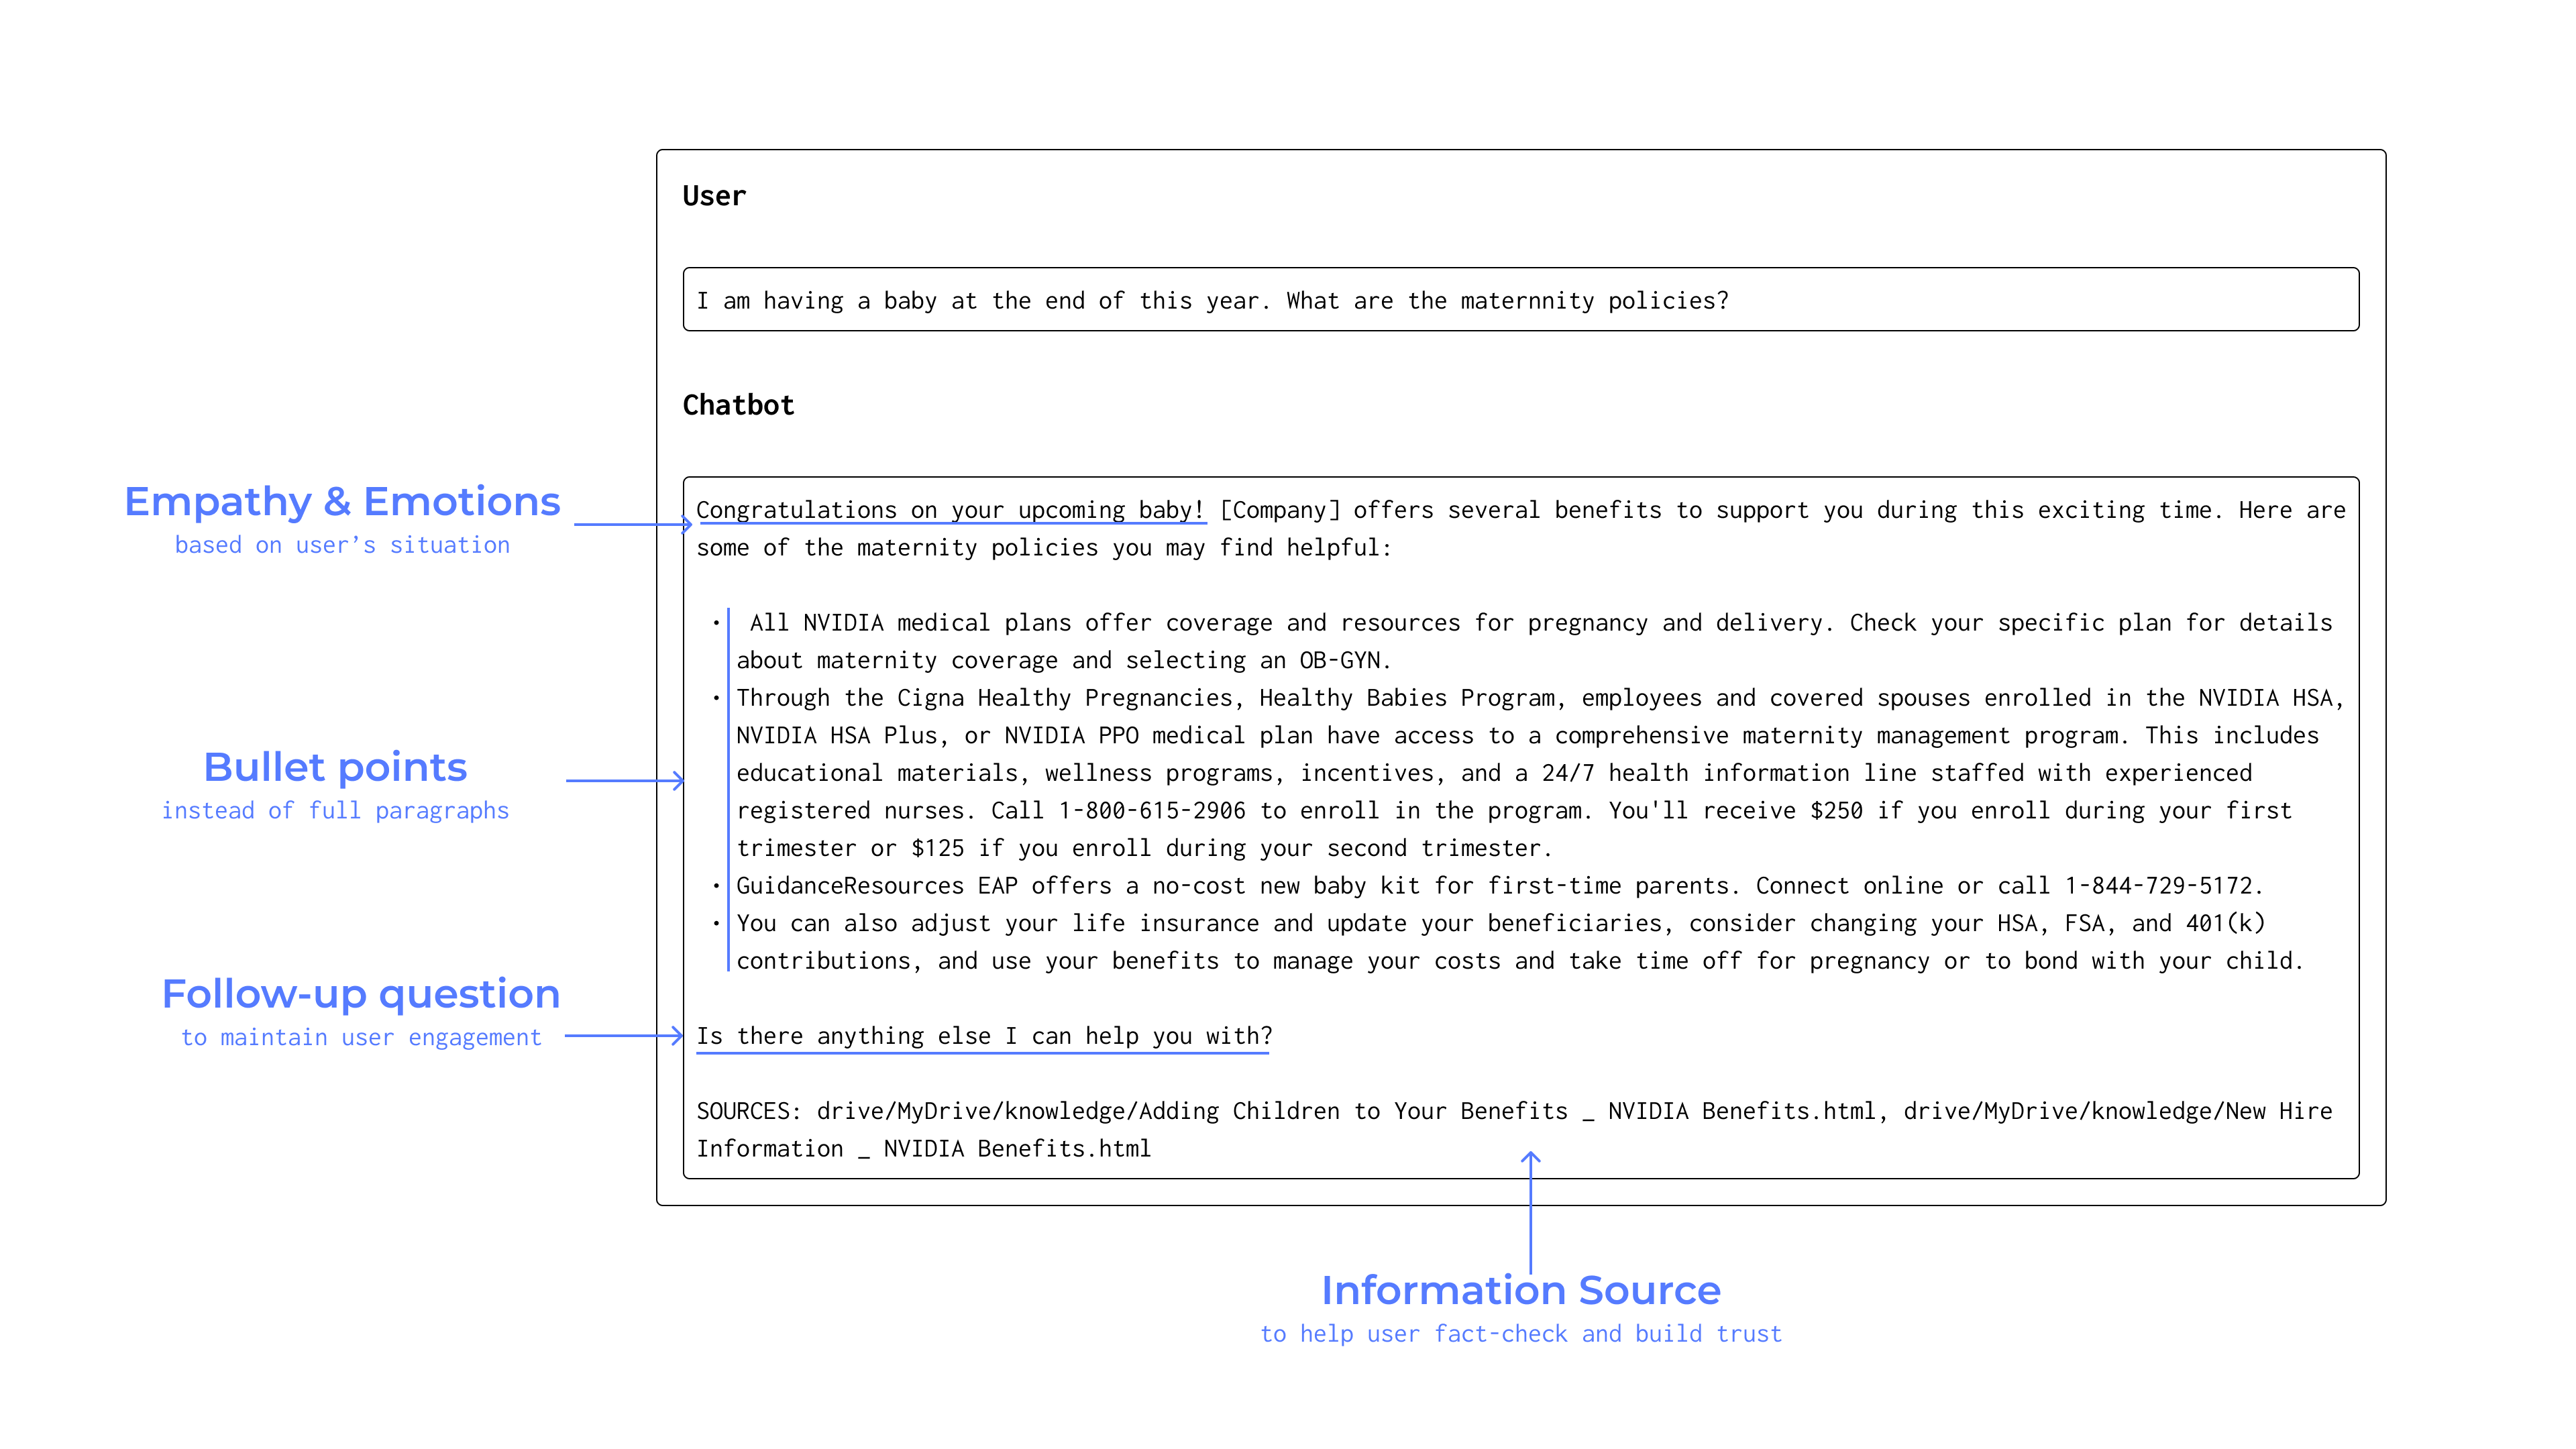 User
I am having a baby at the end of this year. What are the maternnity policies?
Chatbot
Empathy & Emotions
based on user’s situation
Congratulations on your upcoming baby! [Company] offers several benefits to support you during this exciting time. Here are
some of the maternity policies you may find helpful:
• All NVIDIA medical plans offer coverage and resources for pregnancy and delivery. Check your specific plan for details
about maternity coverage and selecting an OB-GYN.
• Through the Cigna Healthy Pregnancies, Healthy Babies Program, employees and covered spouses enrolled in the NVIDIA HSA,
NVIDIA HSA Plus, or NVIDIA PPO medical plan have access to a comprehensive maternity management program. This includes
educational materials, wellness programs, incentives, and a 24/7 health information line staffed with experienced
registered nurses. Call 1-800-615-2906 to enroll in the program. You'll receive $250 if you enroll during your first
trimester or $125 if you enroll during your second trimester.
• GuidanceResources EAP offers a no-cost new baby kit for first-time parents. Connect online or call 1-844-729-5172.
• You can also adjust your life insurance and update your beneficiaries, consider changing your HSA, FSA, and 401(k)
contributions, and use your benefits to manage your costs and take time off for pregnancy or to bond with your child.
Bullet points
instead of full paragraphs
Follow-up question
to maintain user engagement
Is there anything else I can help you with?
SOURCES: drive/MyDrive/knowledge/Adding Children to Your Benefits _ NVIDIA Benefits.html, drive/MyDrive/knowledge/New Hire
Information _ NVIDIA Benefits.html
Information Source
to help user fact-check and build trust